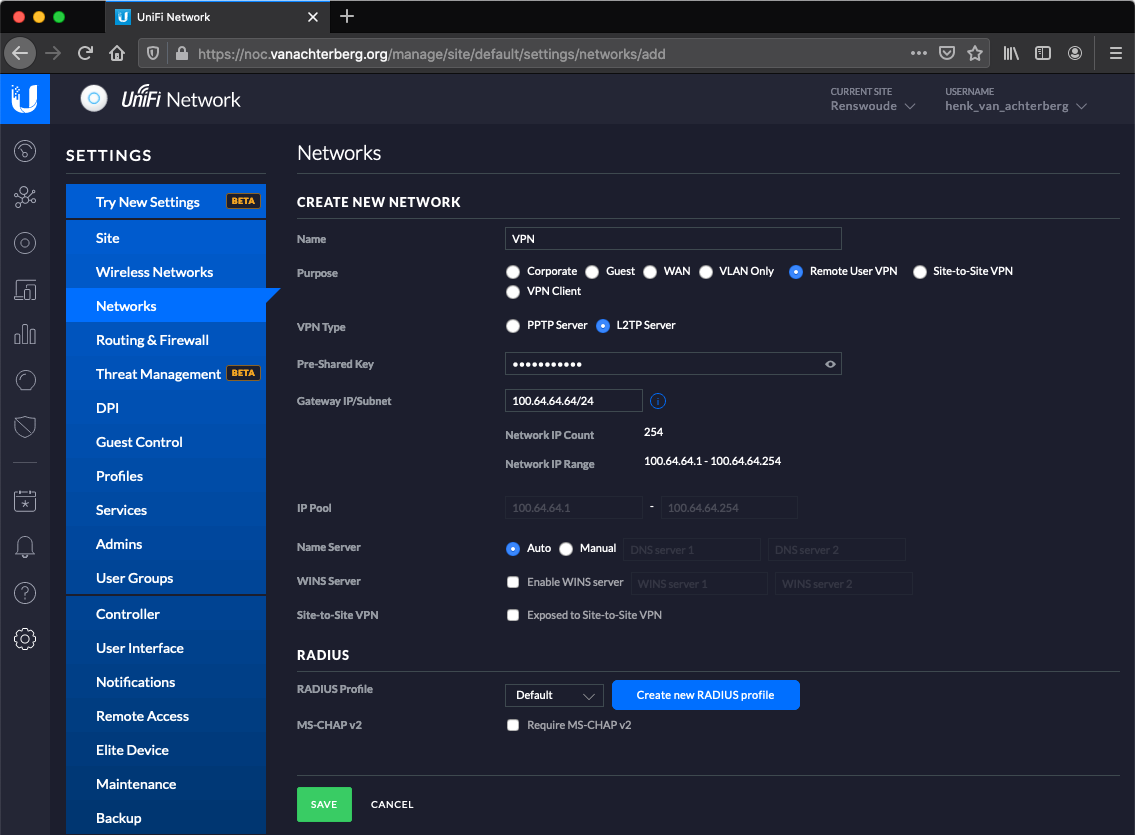 UniFi Network
https://noc.vanachterberg.org/manage/site/default/settings/networks/add
UniFi Network
CURRENT SITE
Renswoude
USERNAME
henk_van_achterberg
SETTINGS
Try New Settings BETA
Site
Wireless Networks
Networks
Routing & Firewall
Threat Management BETA
DPI
Guest Control
Profiles
Services
Admins
User Groups
Controller
User Interface
Notifications
Remote Access
Elite Device
Maintenance
Backup
Networks
CREATE NEW NETWORK
Name VPN
Purpose Corporate Guest WAN VLAN Only Remote User VPN Site-to-Site VPN
VPN Client
VPN Type PPTP Server L2TP Server
Pre-Shared Key •••••••••••
Gateway IP/Subnet 100.64.64.64/24
Network IP Count 254
Network IP Range 100.64.64.1 - 100.64.64.254
IP Pool 100.64.64.1 - 100.64.64.254
Name Server Auto Manual DNS server 1 DNS server 2
WINS Server Enable WINS server WINS server 1 WINS server 2
Site-to-Site VPN Exposed to Site-to-Site VPN
RADIUS
RADIUS Profile Default Create new RADIUS profile
MS-CHAP v2 Require MS-CHAP v2
SAVE CANCEL